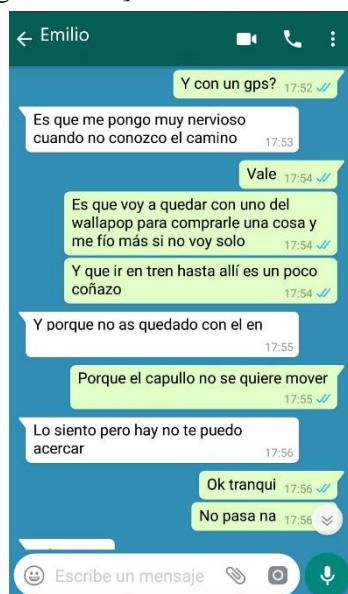 Emilio
Y con un gps? 17:52
Es que me pongo muy nervioso
cuando no conozco el camino 17:53
Vale 17:54
Es que voy a quedar con uno del
wallapop para comprarle una cosa y
me fío más si no voy solo 17:54
Y que ir en tren hasta allí es un poco
coñazo 17:54
Y porque no as quedado con el en
17:55
Porque el capullo no se quiere mover
17:55
Lo siento pero hay no te puedo
acercar 17:56
Ok tranqui 17:56
No pasa na 17:56
Escribe un mensaje